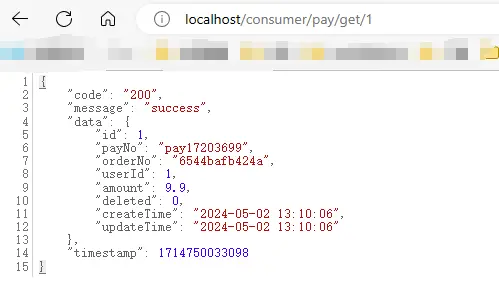 localhost/consumer/pay/get/1
1 {
2 "code": "200",
3 "message": "success",
4 "data": {
5 "id": 1,
6 "payNo": "pay17203699",
7 "orderNo": "6544bafb424a",
8 "userId": 1,
9 "amount": 9.9,
10 "deleted": 0,
11 "createTime": "2024-05-02 13:10:06",
12 "updateTime": "2024-05-02 13:10:06"
13 },
14 "timestamp": 1714750033098
15 }